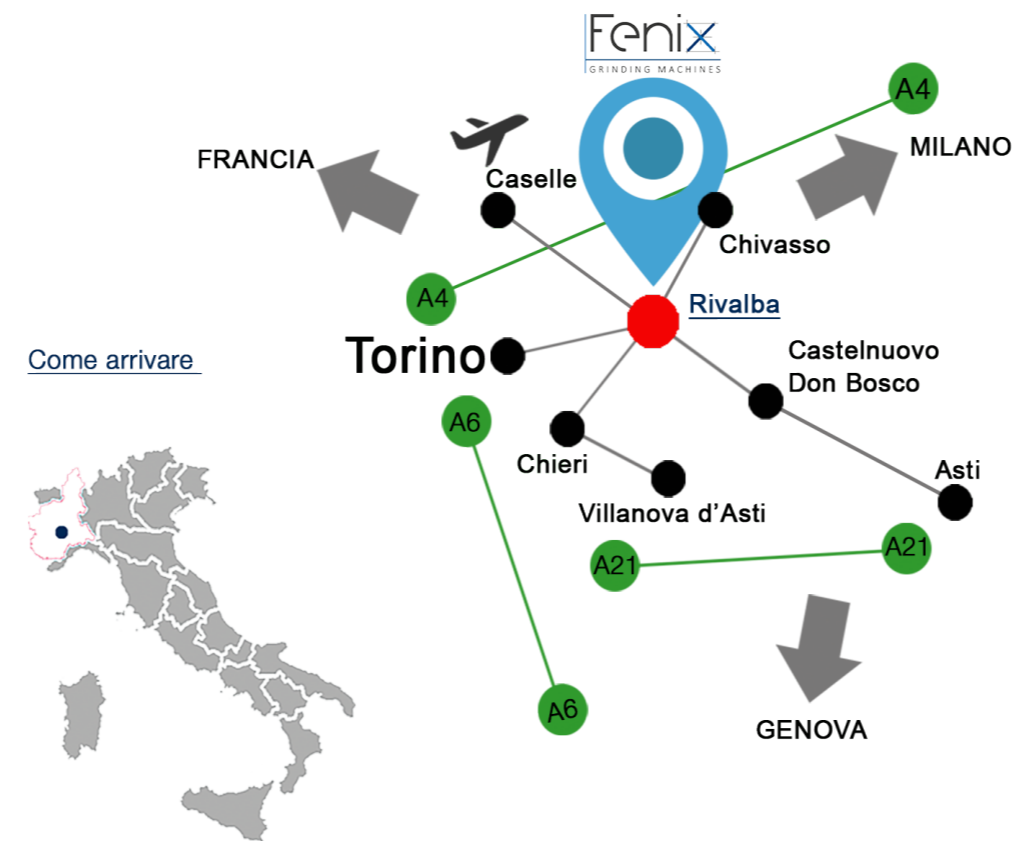 Fenix
GRINDING MACHINES
A4
MILANO
FRANCIA
Caselle
Chivasso
A4
Rivalba
Torino
Come arrivare
Castelnuovo
Don Bosco
A6
Chieri
Asti
Villanova d'Asti
A21
A21
A6
GENOVA